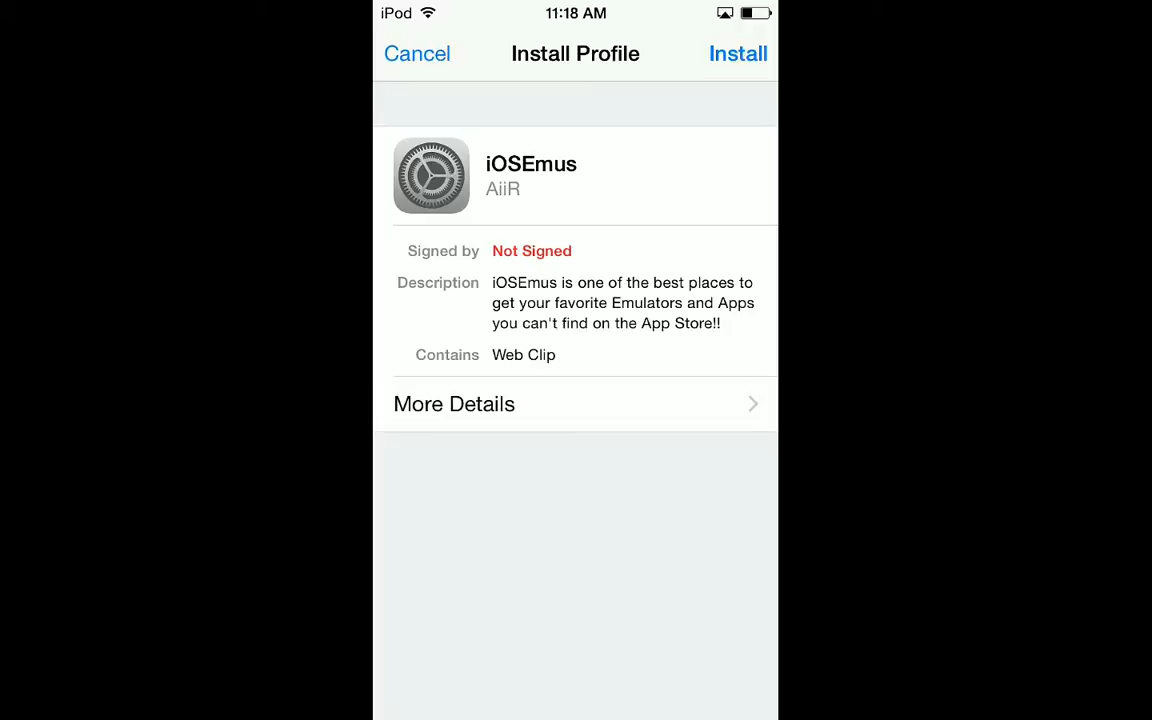 iPod 11:18 AM
Cancel Install Profile Install
iOSEmus
AiiR
Signed by Not Signed
Description iOSEmus is one of the best places to
get your favorite Emulators and Apps
you can't find on the App Store!!
Contains Web Clip
More Details